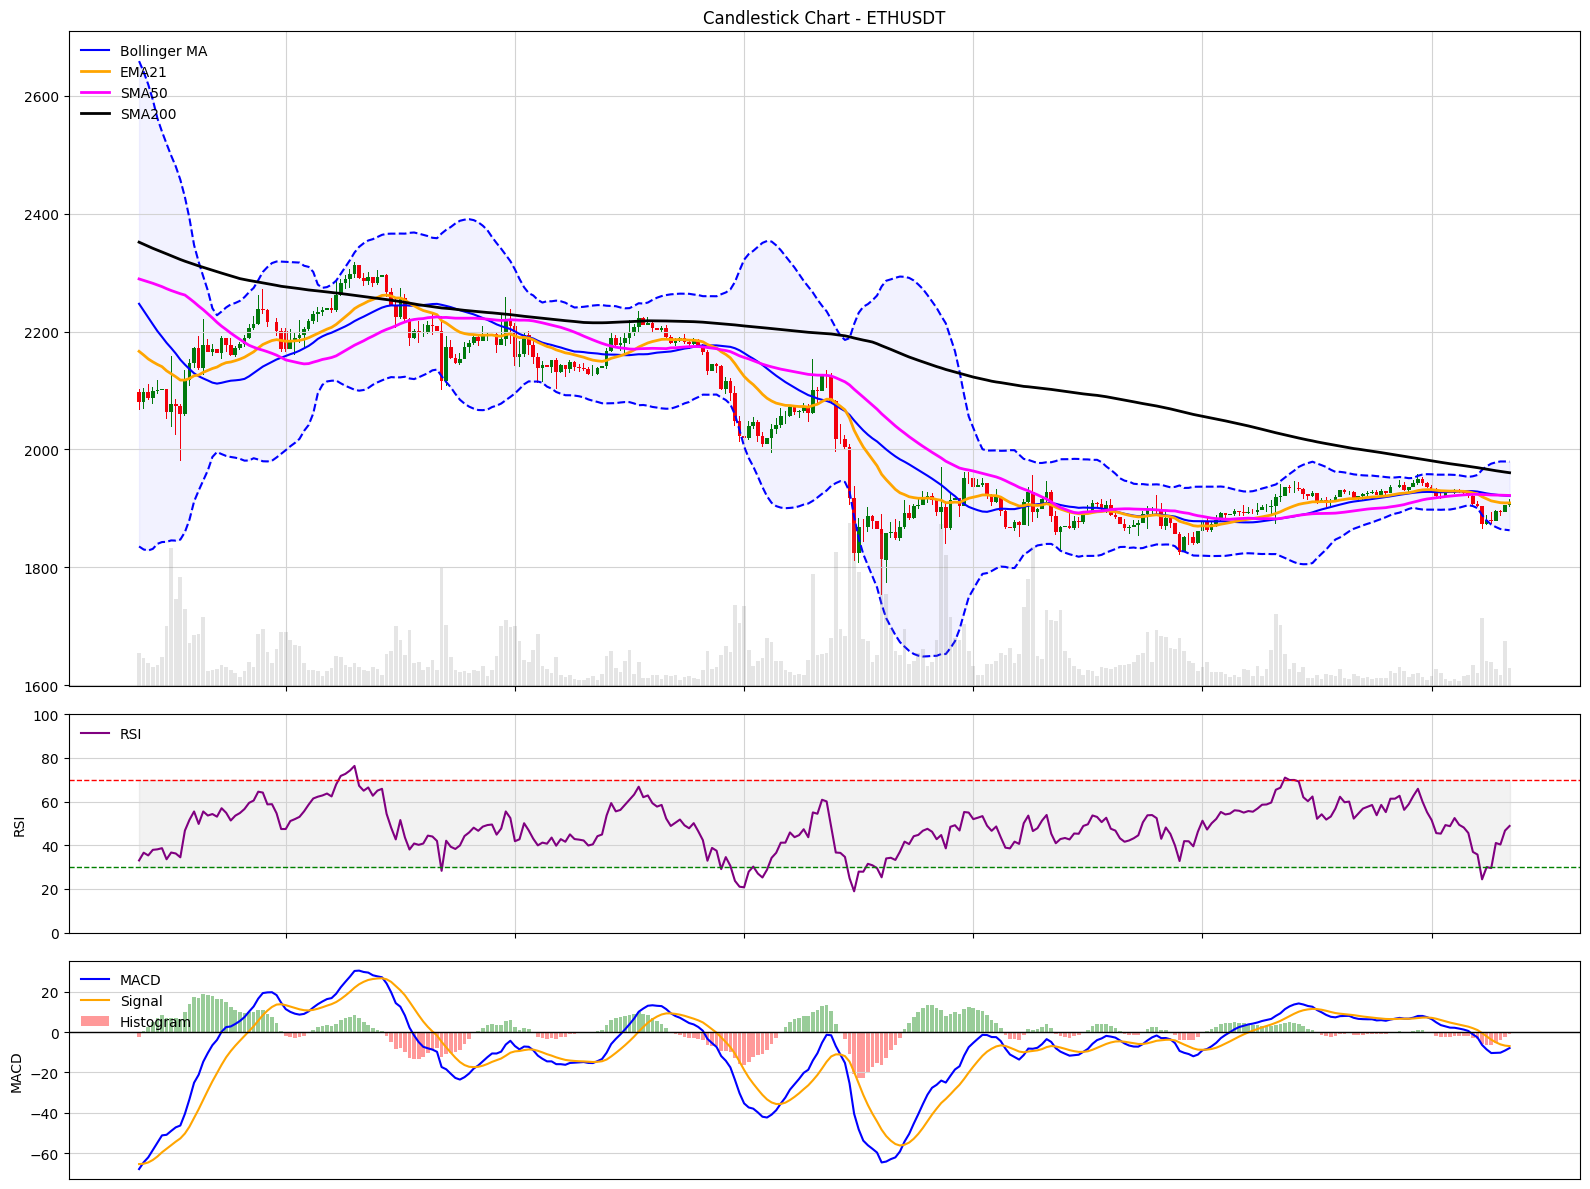 Candlestick Chart - ETHUSDT
Bollinger MA
EMA21
SMA50
SMA200
2600
2400
2200
2000
1800
1600
RSI
100
80
60
40
20
0
RSI
MACD
Signal
Histogram
20
0
−20
−40
−60
MACD